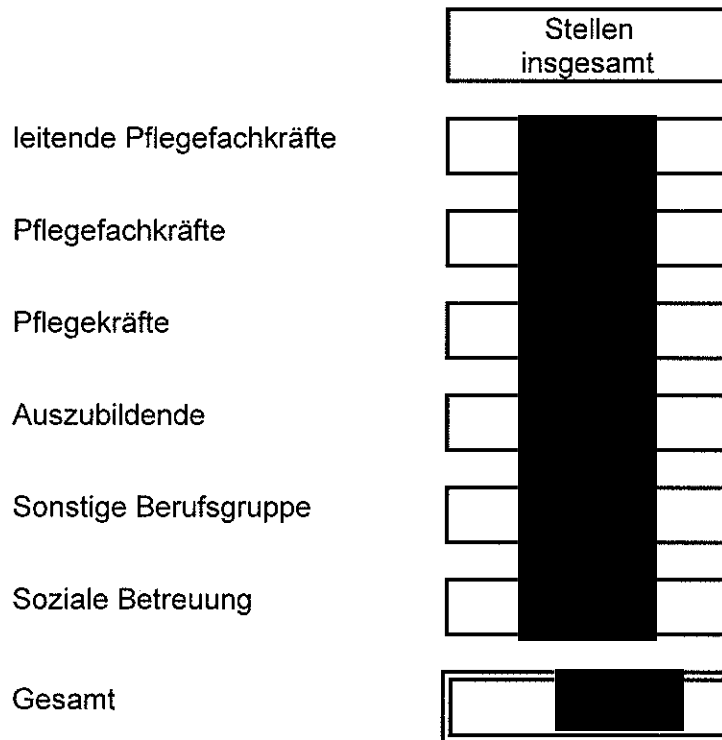 Stellen
insgesamt
leitende Pflegefachkräfte
Pflegefachkräfte
Pflegekräfte
Auszubildende
Sonstige Berufsgruppe
Soziale Betreuung
Gesamt